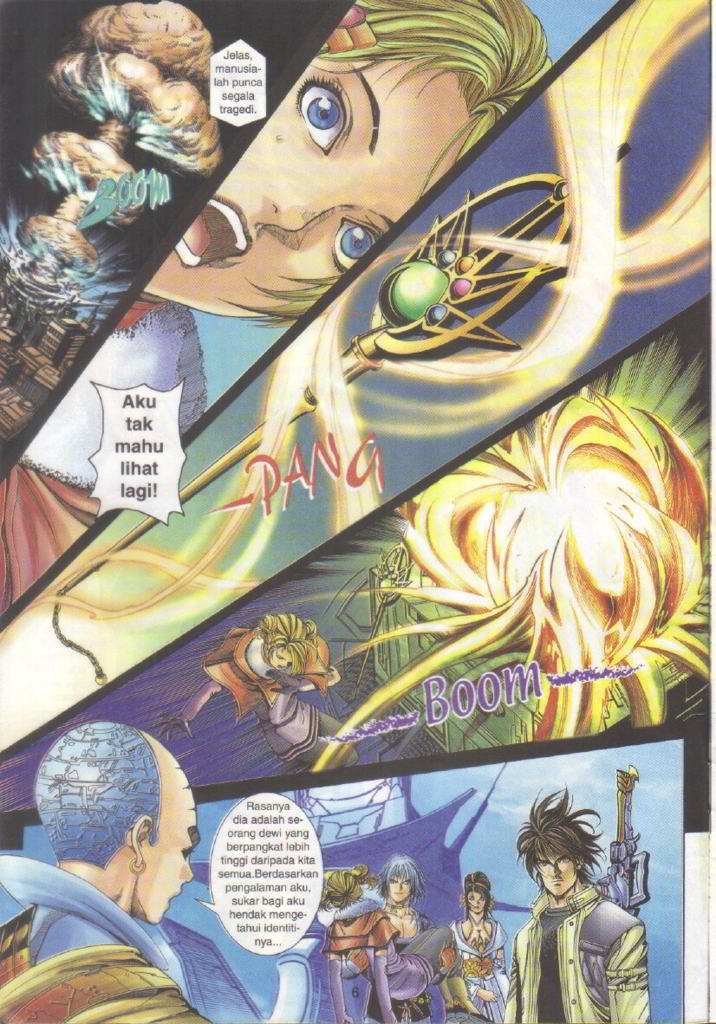 Jelas,
manusia-
lah punca
segala
tragedi.
BOOM
Aku
tak
mahu
lihat
lagi!
PANG
BOOM
Rasanya
dia adalah se-
orang dewi yang
berpangkat lebih
tinggi daripada kita
semua.Berdasarkan
pengalaman aku,
sukar bagi aku
hendak menge-
tahui identiti-
nya...
6